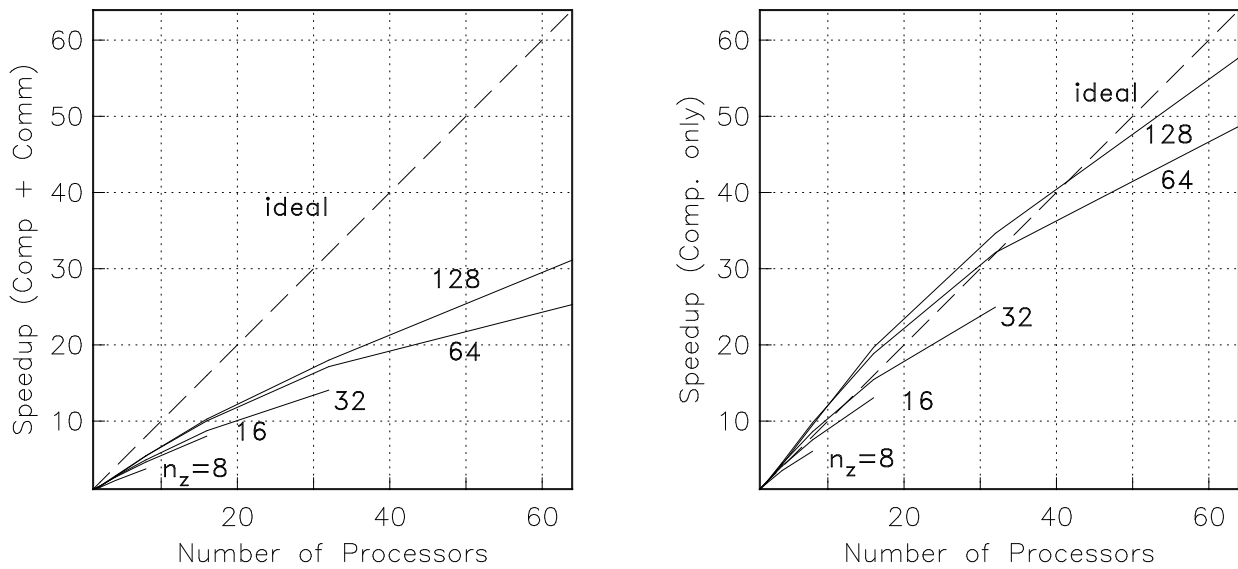 Speedup (Comp + Comm)
60
50
40
30
20
10
ideal
128
64
32
16
n_z=8
20 40 60
Number of Processors
Speedup (Comp. only)
60
50
40
30
20
10
ideal
128
64
32
16
n_z=8
20 40 60
Number of Processors